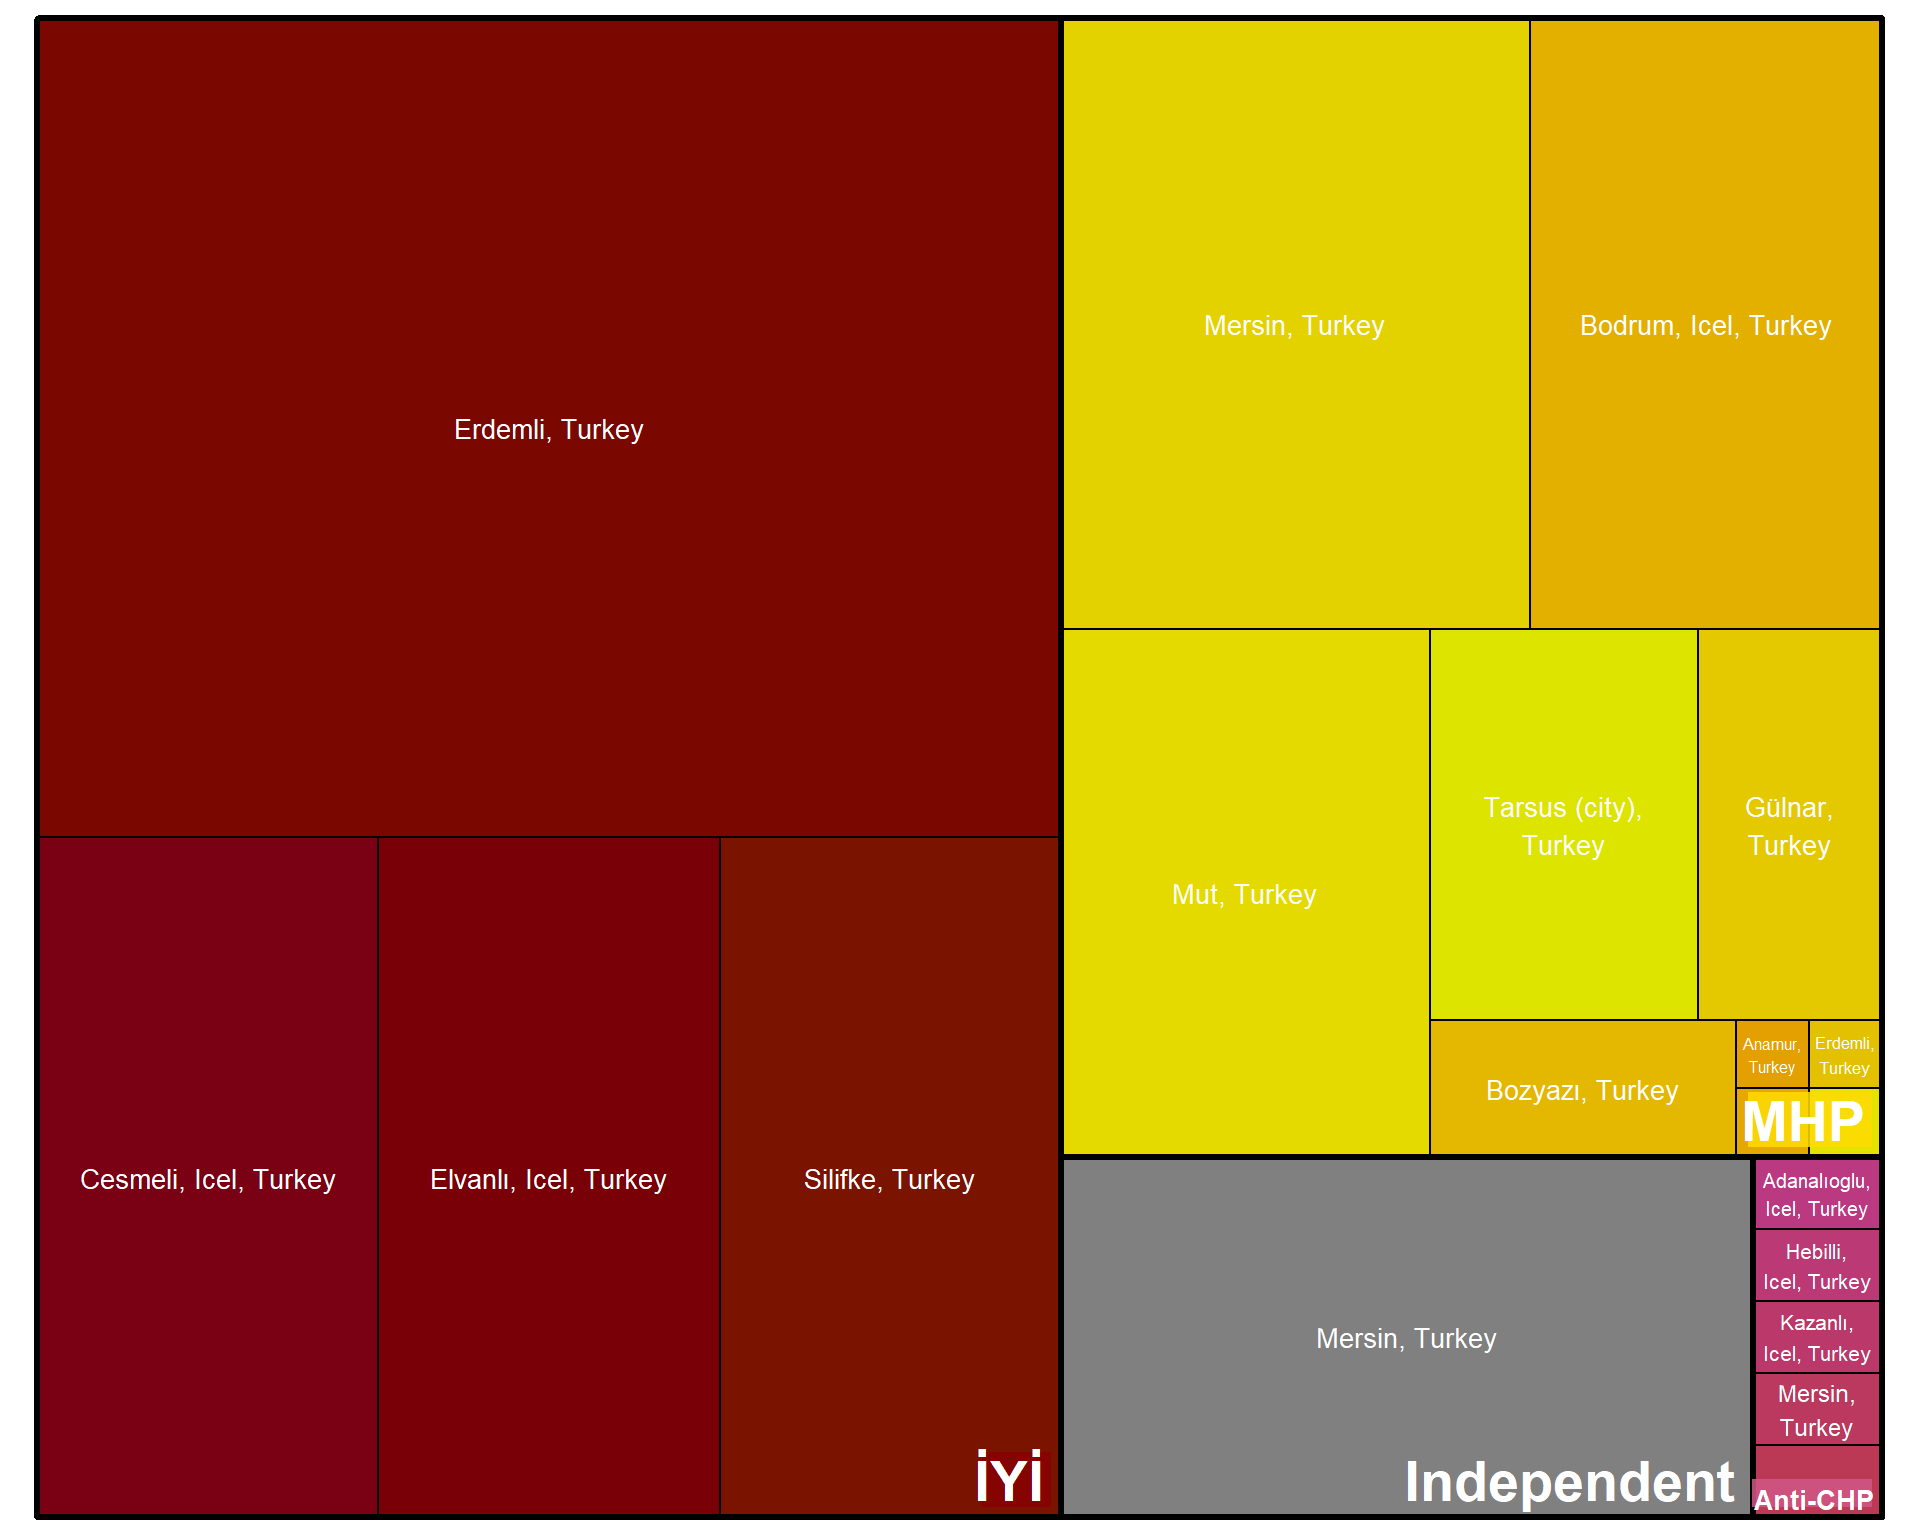 Erdemli, Turkey
Cesmeli, Icel, Turkey
Elvanlı, Icel, Turkey
Silifke, Turkey
İYİ
Mersin, Turkey
Bodrum, Icel, Turkey
Mut, Turkey
Tarsus (city),
Turkey
Gülnar,
Turkey
Bozyazı, Turkey
Anamur,
Turkey
Erdemli,
Turkey
MHP
Mersin, Turkey
Independent
Adanalıoglu,
Icel, Turkey
Hebilli,
Icel, Turkey
Kazanlı,
Icel, Turkey
Mersin,
Turkey
Anti-CHP